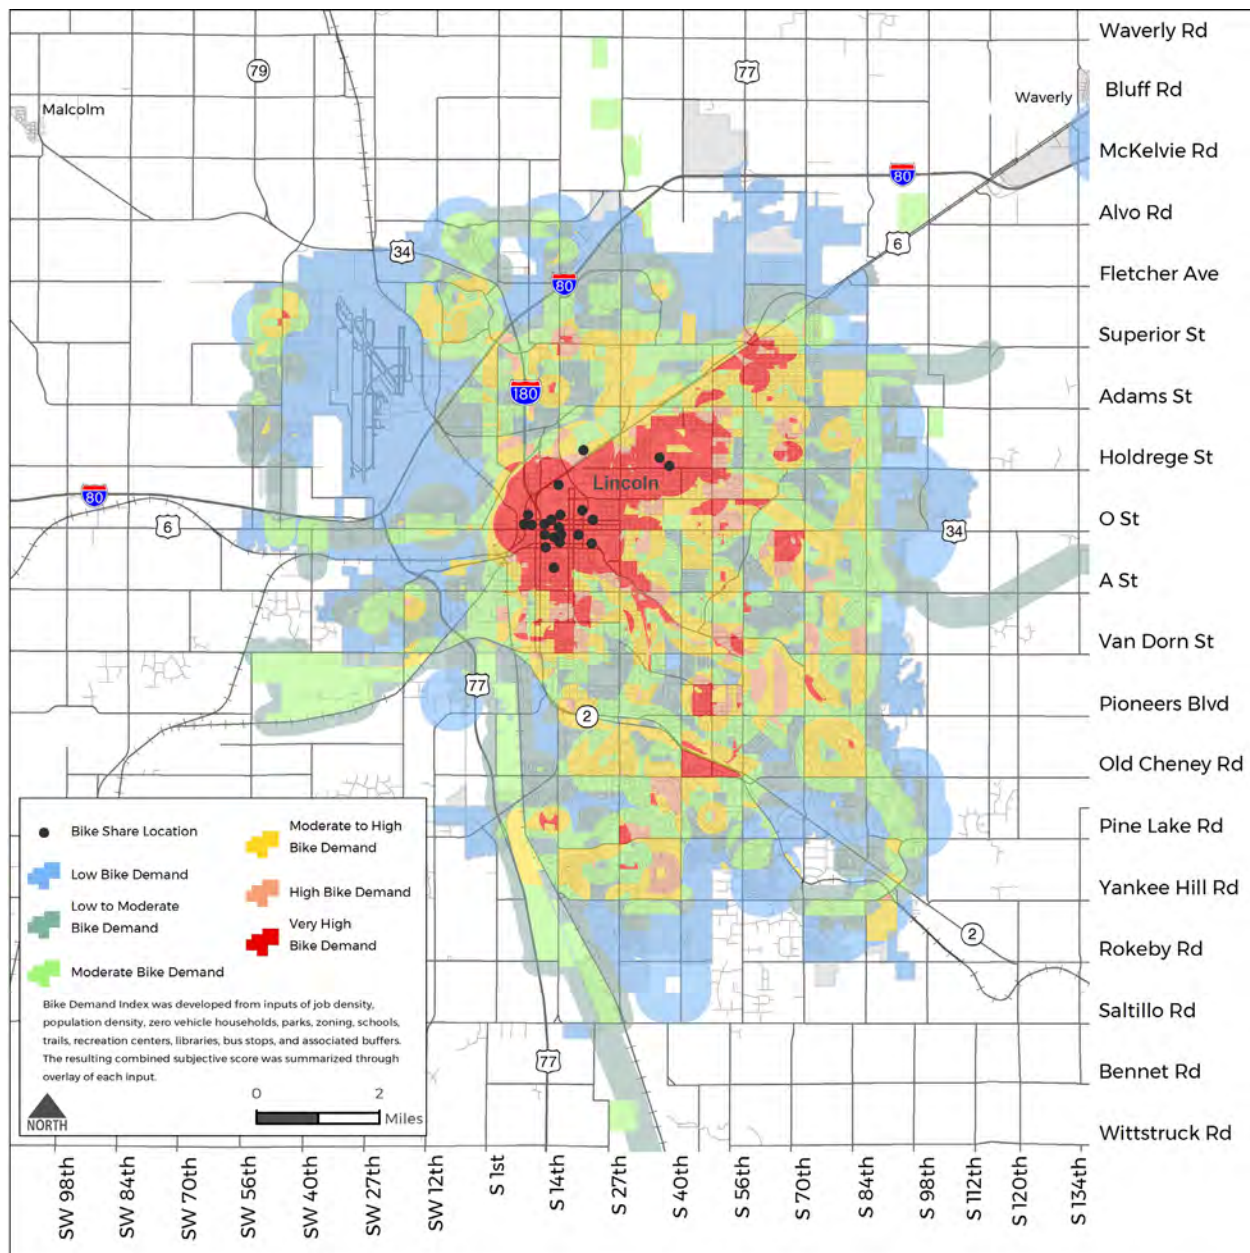 Waverly Rd
79
77
Bluff Rd
Waverly
Malcolm
McKelvie Rd
80
Alvo Rd
6
34
Fletcher Ave
80
Superior St
180
Adams St
Holdrege St
Lincoln
80
6
O St
34
A St
Van Dorn St
77
Pioneers Blvd
2
Old Cheney Rd
Pine Lake Rd
Yankee Hill Rd
2
Rokeby Rd
Saltillo Rd
77
Bennet Rd
Wittstruck Rd
Bike Share Location
Low Bike Demand
Low to Moderate
Bike Demand
Moderate Bike Demand
Moderate to High
Bike Demand
High Bike Demand
Very High
Bike Demand
Bike Demand Index was developed from inputs of job density,
population density, zero vehicle households, parks, zoning, schools,
trails, recreation centers, libraries, bus stops, and associated buffers.
The resulting combined subjective score was summarized through
overlay of each input.
NORTH
0 2
Miles
SW 98th
SW 84th
SW 70th
SW 56th
SW 40th
SW 27th
SW 12th
S 1st
S 14th
S 27th
S 40th
S 56th
S 70th
S 84th
S 98th
S 112th
S 120th
S 134th